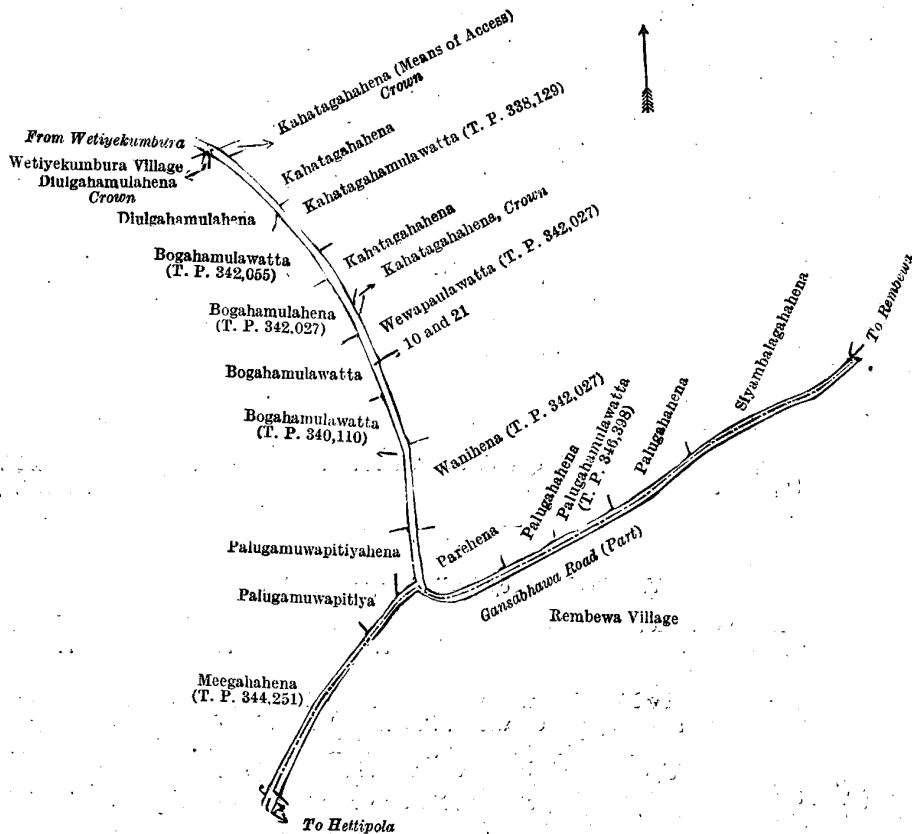 Kahatagahahena (Means of Access)
Crown
From Wetiyekumbura
Wetiyekumbura Village
Diulgahamulahena
Crown
Kahatagahahena
Kahatagahamulawatta (T. P. 338,129)
Diulgahamulahena
Kahatagahahena
Kahatagahahena, Crown
Bogahamulawatta
(T. P. 342,055)
Wewapaulawatta (T. P. 342,027)
Bogahamulahena
(T. P. 342,027)
10 and 21
Bogahamulawatta
Bogahamulawatta
(T. P. 340,110)
Wanihena (T. P. 342,027)
Parehena
Palugahahena
Palugahamulawatta
(T. P. 346,398)
Palugahahena
Siyambalagahahena
To Rembewa
Palugamuwapitiyahena
Palugamuwapitiya
Gansabhawa Road (Part)
Rembewa Village
Meegahahena
(T. P. 344,251)
To Hettipola